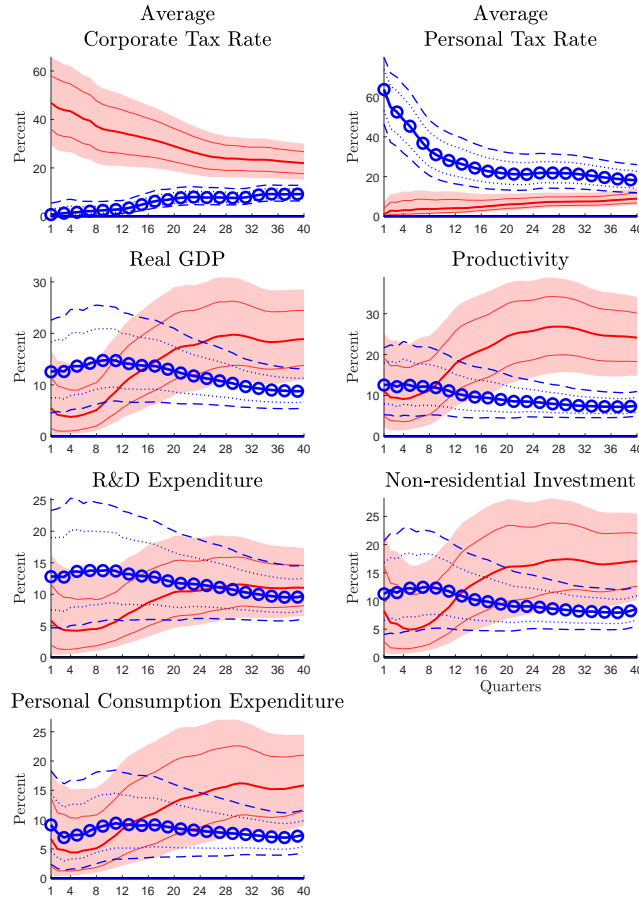 Average
Corporate Tax Rate
Average
Personal Tax Rate
Percent
60
40
20
0
1 4 8 12 16 20 24 28 32 36 40
Percent
60
40
20
0
1 4 8 12 16 20 24 28 32 36 40
Real GDP
Productivity
Percent
30
20
10
0
1 4 8 12 16 20 24 28 32 36 40
Percent
30
20
10
0
1 4 8 12 16 20 24 28 32 36 40
R&D Expenditure
Non-residential Investment
Percent
25
20
15
10
5
0
1 4 8 12 16 20 24 28 32 36 40
Percent
25
20
15
10
5
0
1 4 8 12 16 20 24 28 32 36 40
Quarters
Personal Consumption Expenditure
Percent
25
20
15
10
5
0
1 4 8 12 16 20 24 28 32 36 40